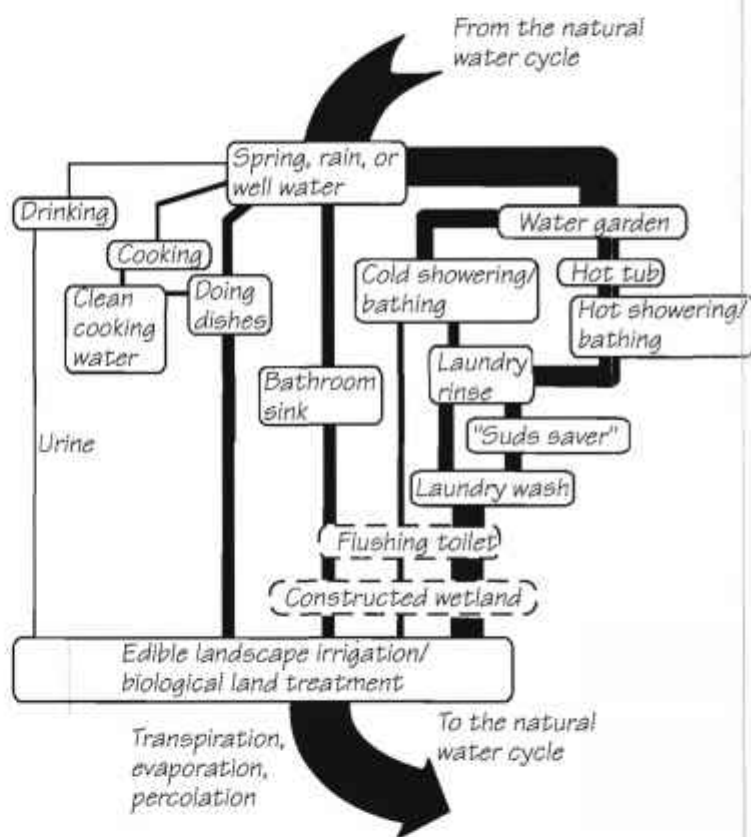 From the natural
water cycle
Spring, rain, or
well water
Drinking
Water garden
Cooking
Cold showering/
bathing
Hot tub
Clean
cooking
water
Doing
dishes
Hot showering/
bathing
Laundry
rinse
Bathroom
sink
Urine
"Suds saver"
Laundry wash
Flushing toilet
Constructed wetland
Edible landscape irrigation/
biological land treatment
Transpiration,
evaporation,
percolation
To the natural
water cycle